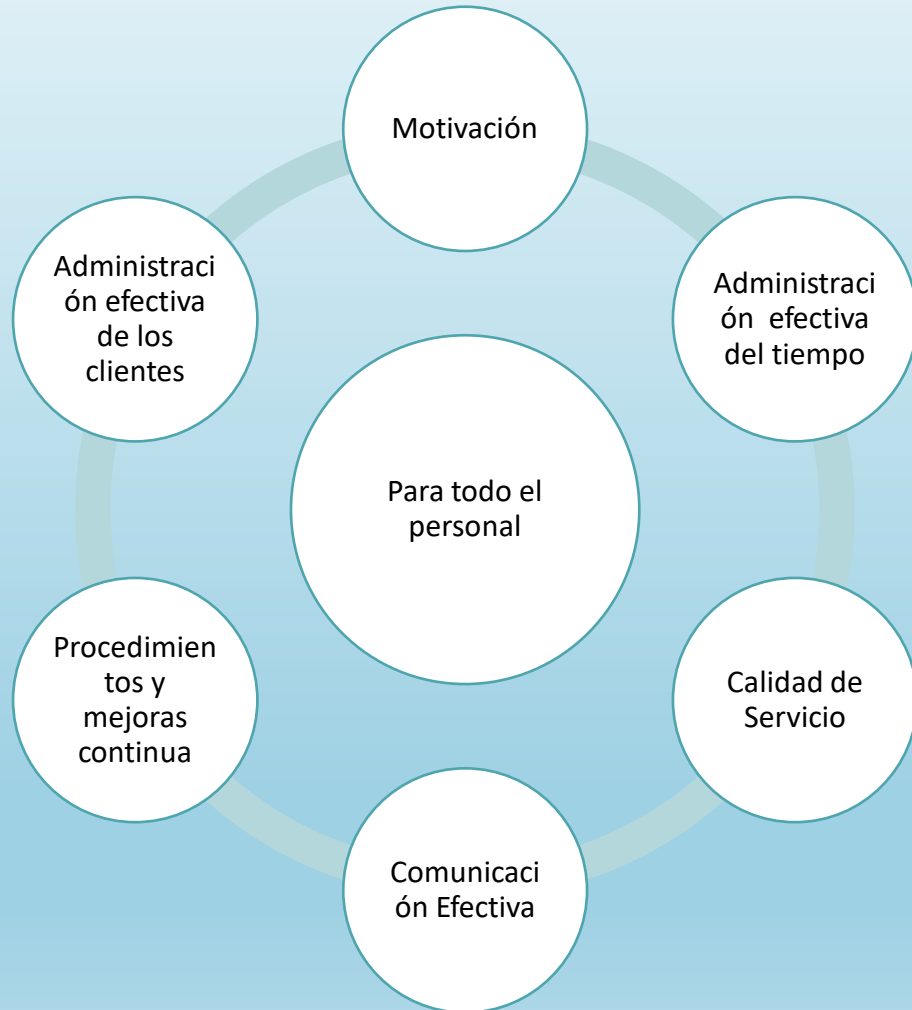 Motivación
Administraci
ón efectiva
del tiempo
Calidad de
Servicio
Comunicaci
ón Efectiva
Procedimien
tos y
mejoras
continua
Administraci
ón efectiva
de los
clientes
Para todo el
personal